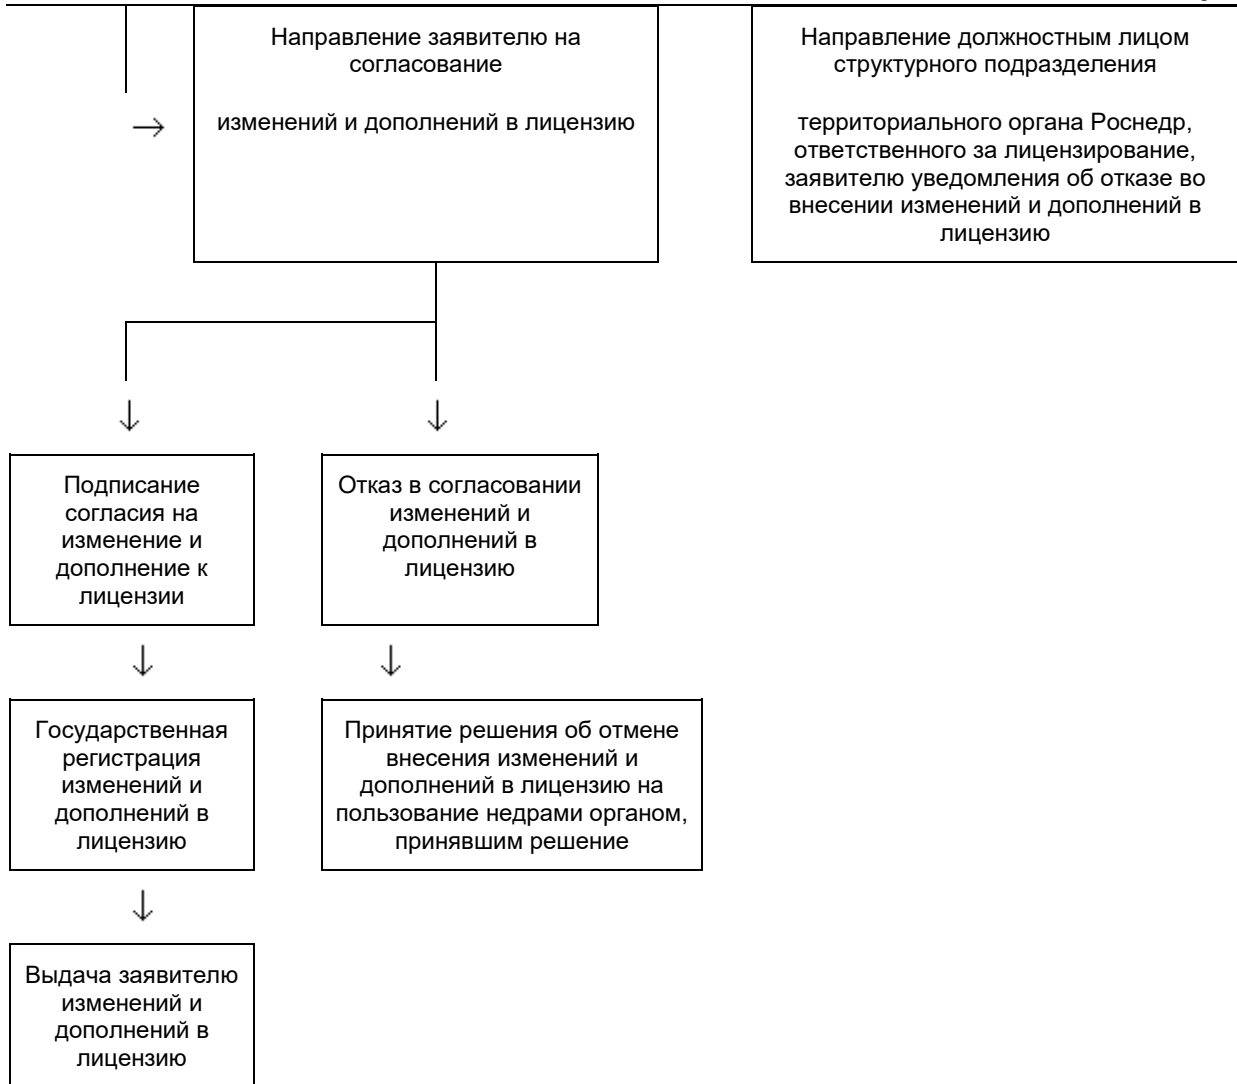 Направление заявителю на
согласование
изменений и дополнений в лицензию
Направление должностным лицом
структурного подразделения
территориального органа Роснедр,
ответственного за лицензирование,
заявителю уведомления об отказе во
внесении изменений и дополнений в
лицензию
Подписание
согласия на
изменение и
дополнение к
лицензии
Отказ в согласовании
изменений и
дополнений в
лицензию
Государственная
регистрация
изменений и
дополнений в
лицензию
Принятие решения об отмене
внесения изменений и
дополнений в лицензию на
пользование недрами органом,
принявшим решение
Выдача заявителю
изменений и
дополнений в
лицензию